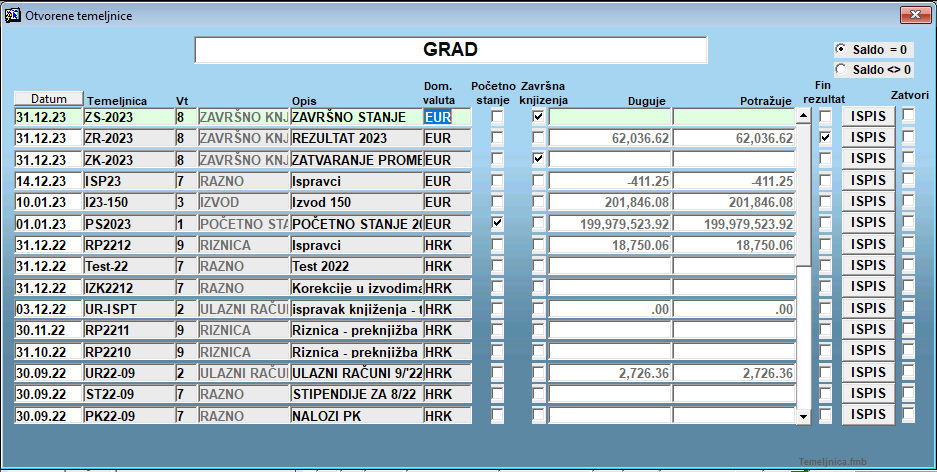 Otvorene temeljnice
GRAD
Saldo = 0
Saldo <> 0
Datum Temeljnica Vt Opis Dom. valuta Početno stanje Završna knjizenja Duguje Potražuje Fin rezultat Zatvori
31.12.23 ZS-2023 8 ZAVRŠNO KNJ ZAVRŠNO STANJE EUR ISPIS
31.12.23 ZR-2023 8 ZAVRŠNO KNJ REZULTAT 2023 EUR 62,036.62 62,036.62 ISPIS
31.12.23 ZK-2023 8 ZAVRŠNO KNJ ZATVARANJE PROME EUR ISPIS
14.12.23 ISP23 7 RAZNO Ispravci EUR -411.25 -411.25 ISPIS
10.01.23 I23-150 3 IZVOD Izvod 150 EUR 201,846.08 201,846.08 ISPIS
01.01.23 PS2023 1 POČETNO STA POČETNO STANJE 20 EUR 199,979,523.92 199,979,523.92 ISPIS
31.12.22 RP2212 9 RIZNICA Ispravci HRK 18,750.06 18,750.06 ISPIS
31.12.22 Test-22 7 RAZNO Test 2022 HRK ISPIS
31.12.22 IZK2212 7 RAZNO Korekcije u izvodima HRK ISPIS
03.12.22 UR-ISPT 2 ULAZNI RAČUNI ispravak knjiženja - t HRK .00 .00 ISPIS
30.11.22 RP2211 9 RIZNICA Riznica - preknjižba HRK ISPIS
31.10.22 RP2210 9 RIZNICA Riznica - preknjižba HRK ISPIS
30.09.22 UR22-09 2 ULAZNI RAČUNI ULAZNI RAČUNI 9/'22 HRK 2,726.36 2,726.36 ISPIS
30.09.22 ST22-09 7 RAZNO STIPENDIJE ZA 8/22 HRK ISPIS
30.09.22 PK22-09 7 RAZNO NALOZI PK HRK ISPIS
Temeljnica.fmb